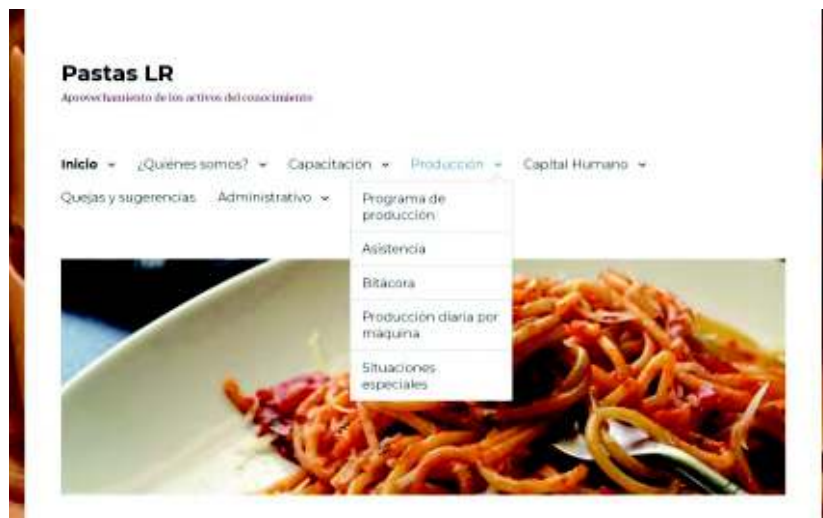 Pastas LR
Aprovechamiento de los activos del conocimiento
Inicio ¿Quiénes somos? Capacitación Producción Capital Humano
Quejas y sugerencias Administrativo
Programa de
producción
Asistencia
Bitácora
Producción diaria por
máquina
Situaciones
especiales